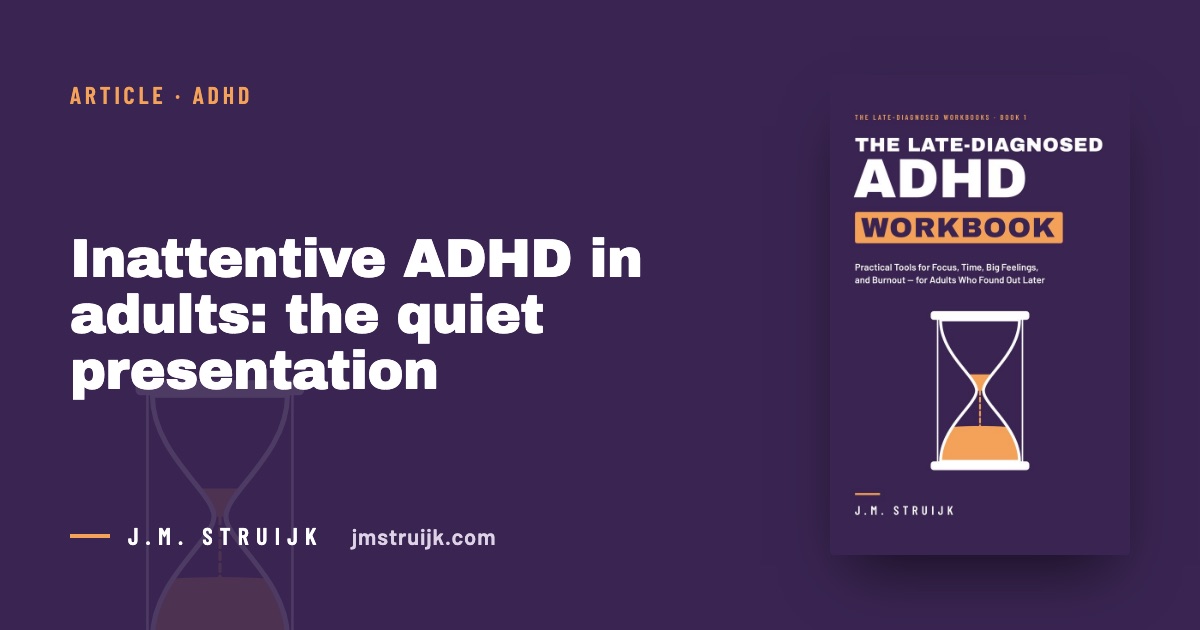 ARTICLE · ADHD
Inattentive ADHD in
adults: the quiet
presentation
J.M. STRUIJK jmstruijk.com
THE LATE-DIAGNOSED WORKBOOKS · BOOK 1
THE LATE-DIAGNOSED
ADHD
WORKBOOK
Practical Tools for Focus, Time, Big Feelings,
and Burnout — for Adults Who Found Out Later
J.M. STRUIJK